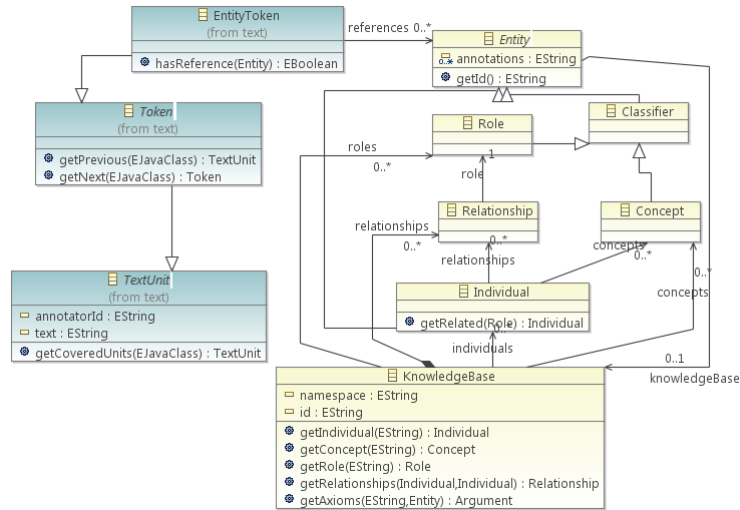 EntityToken
(from text)
hasReference(Entity) : EBoolean
references 0..*
Entity
0..* annotations : EString
getId() : EString
Token
(from text)
getPrevious(EJavaClass) : TextUnit
getNext(EJavaClass) : Token
Classifier
Role
roles
0..*
1
role
TextUnit
(from text)
annotatorId : EString
text : EString
getCoveredUnits(EJavaClass) : TextUnit
Relationship
Concept
relationships
0..*
0..*
relationships
concepts
0..*
0..*
concepts
Individual
getRelated(Role) : Individual
0..*
individuals
0..1
knowledgeBase
KnowledgeBase
namespace : EString
id : EString
getIndividual(EString) : Individual
getConcept(EString) : Concept
getRole(EString) : Role
getRelationships(Individual,Individual) : Relationship
getAxioms(EString,Entity) : Argument